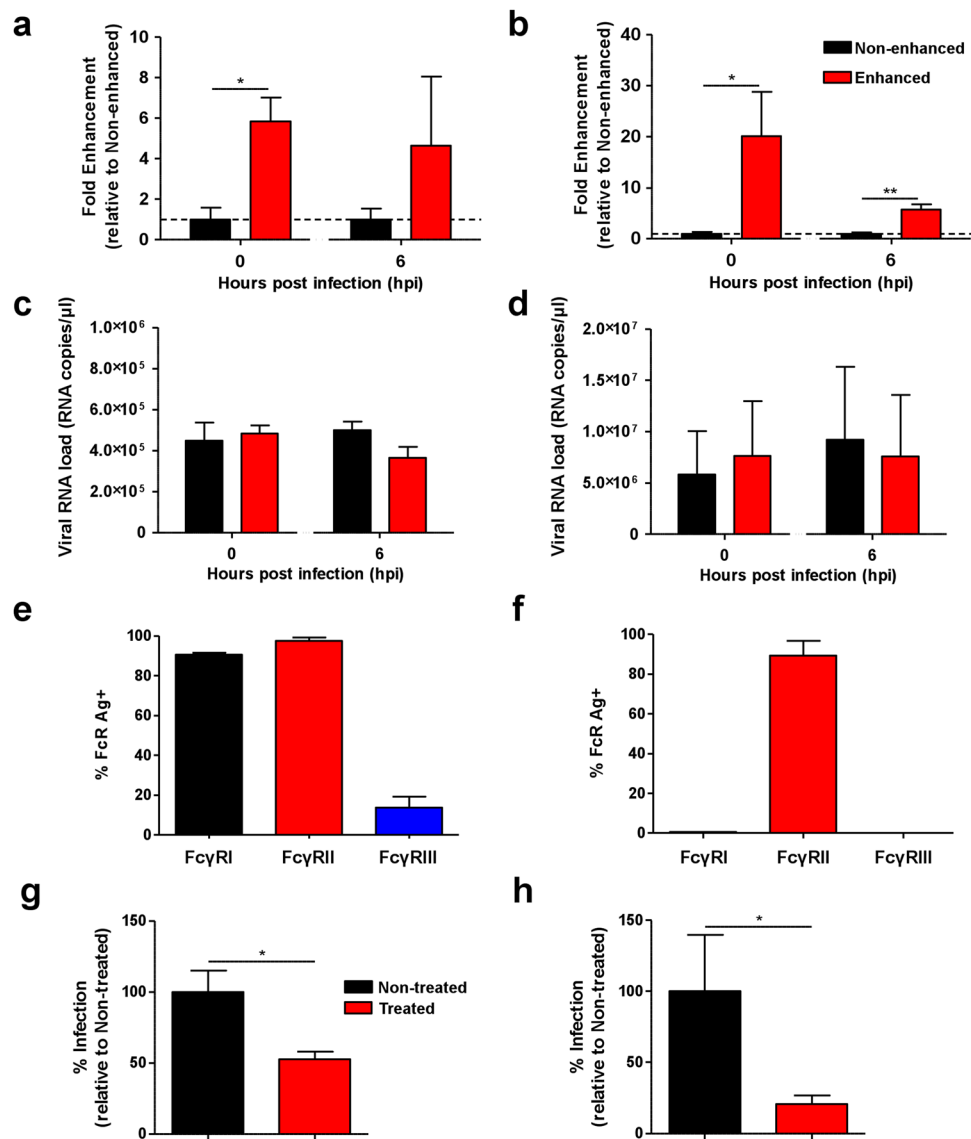 a
Fold Enhancement
(relative to Non-enhanced)
10
8
6
4
2
0
*
0
6
Hours post infection (hpi)
b
Fold Enhancement
(relative to Non-enhanced)
40
30
20
10
0
*
**
Non-enhanced
Enhanced
0
6
Hours post infection (hpi)
c
Viral RNA load (RNA copies/µl)
1.0×10⁶
8.0×10⁵
6.0×10⁵
4.0×10⁵
2.0×10⁵
0
0
6
Hours post infection (hpi)
d
Viral RNA load (RNA copies/µl)
2.0×10⁷
1.5×10⁷
1.0×10⁷
5.0×10⁶
0
0
6
Hours post infection (hpi)
e
% FcR Ag+
100
80
60
40
20
0
FcγRI
FcγRII
FcγRIII
f
% FcR Ag+
100
80
60
40
20
0
FcγRI
FcγRII
FcγRIII
g
% Infection
(relative to Non-treated)
150
100
50
0
*
Non-treated
Treated
h
% Infection
(relative to Non-treated)
150
100
50
0
*